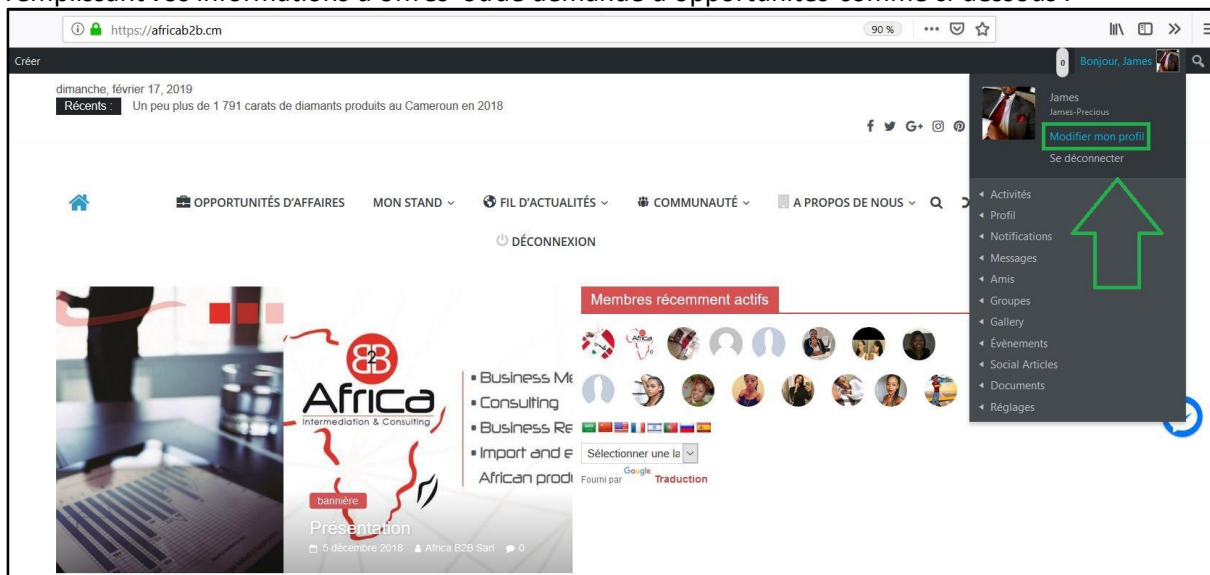 remplissant vos informations d'offres
comme ci-dessous :
https://africab2b.cm
90 %
Créer
0
Bonjour, James
dimanche, février 17, 2019
Récents :
Un peu plus de 1 791 carats de diamants produits au Cameroun en 2018
James
James-Precious
Modifier mon profil
Se déconnecter
OPPORTUNITÉS D'AFFAIRES
MON STAND
FIL D'ACTUALITÉS
COMMUNAUTÉ
A PROPOS DE NOUS
DÉCONNEXION
Activités
Profil
Notifications
Messages
Amis
Groupes
Gallery
Évènements
Social Articles
Documents
Réglages
B2B
Africa
Intermediation & Consulting
Business Me
Consulting
Business Re
Import and e
African prod
bannière
Présentation
5 décembre 2018
Africa B2B Sarl
0
Membres récemment actifs
Sélectionner une la
Fourni par Google Traduction